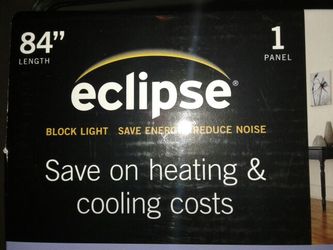 84”
LENGTH
1
PANEL
eclipse®
BLOCK LIGHT SAVE ENERGY REDUCE NOISE
Save on heating &
cooling costs